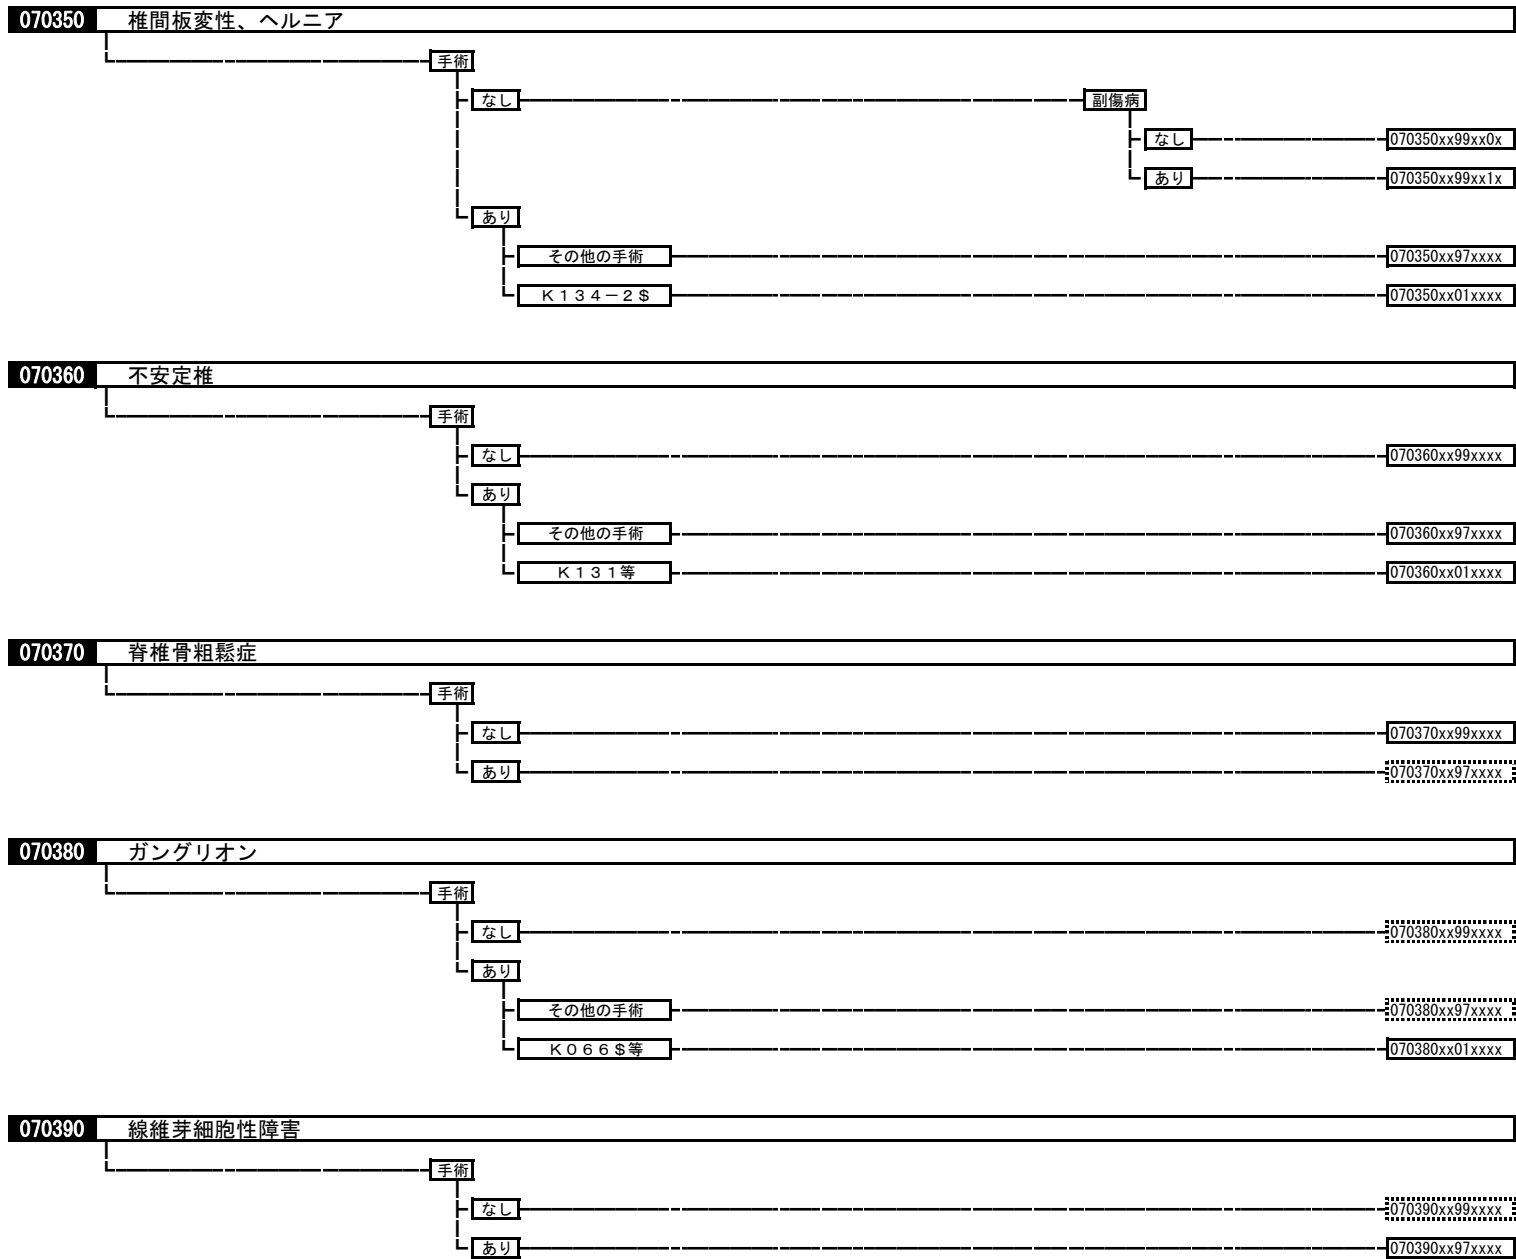 070350 椎間板変性、ヘルニア
手術
なし 副傷病
なし 070350xx99xx0x
あり 070350xx99xx1x
あり
その他の手術 070350xx97xxxx
K134-2$ 070350xx01xxxx
070360 不安定椎
手術
なし 070360xx99xxxx
あり
その他の手術 070360xx97xxxx
K131等 070360xx01xxxx
070370 脊椎骨粗鬆症
手術
なし 070370xx99xxxx
あり 070370xx97xxxx
070380 ガングリオン
手術
なし 070380xx99xxxx
あり
その他の手術 070380xx97xxxx
K066$等 070380xx01xxxx
070390 線維芽細胞性障害
手術
なし 070390xx99xxxx
あり 070390xx97xxxx